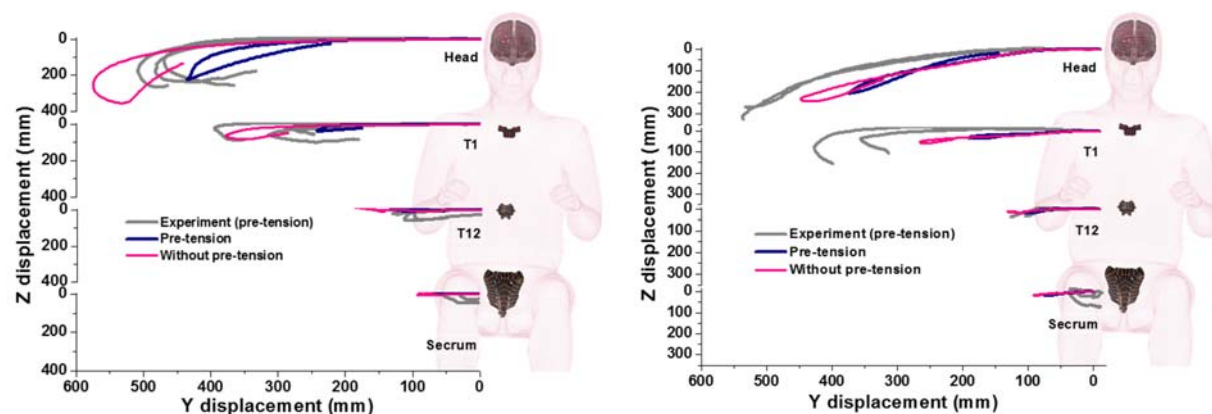 0
200
400
Head
0
200
400
T1
0
200
400
T12
Experiment (pre-tension)
Pre-tension
Without pre-tension
0
200
400
Secrum
Z displacement (mm)
600 500 400 300 200 100 0
Y displacement (mm)
0
100
200
300
Head
0
100
200
300
T1
0
100
200
300
T12
Experiment (pre-tension)
Pre-tension
Without pre-tension
0
100
200
300
Secrum
Z displacement (mm)
600 500 400 300 200 100 0
Y displacement (mm)